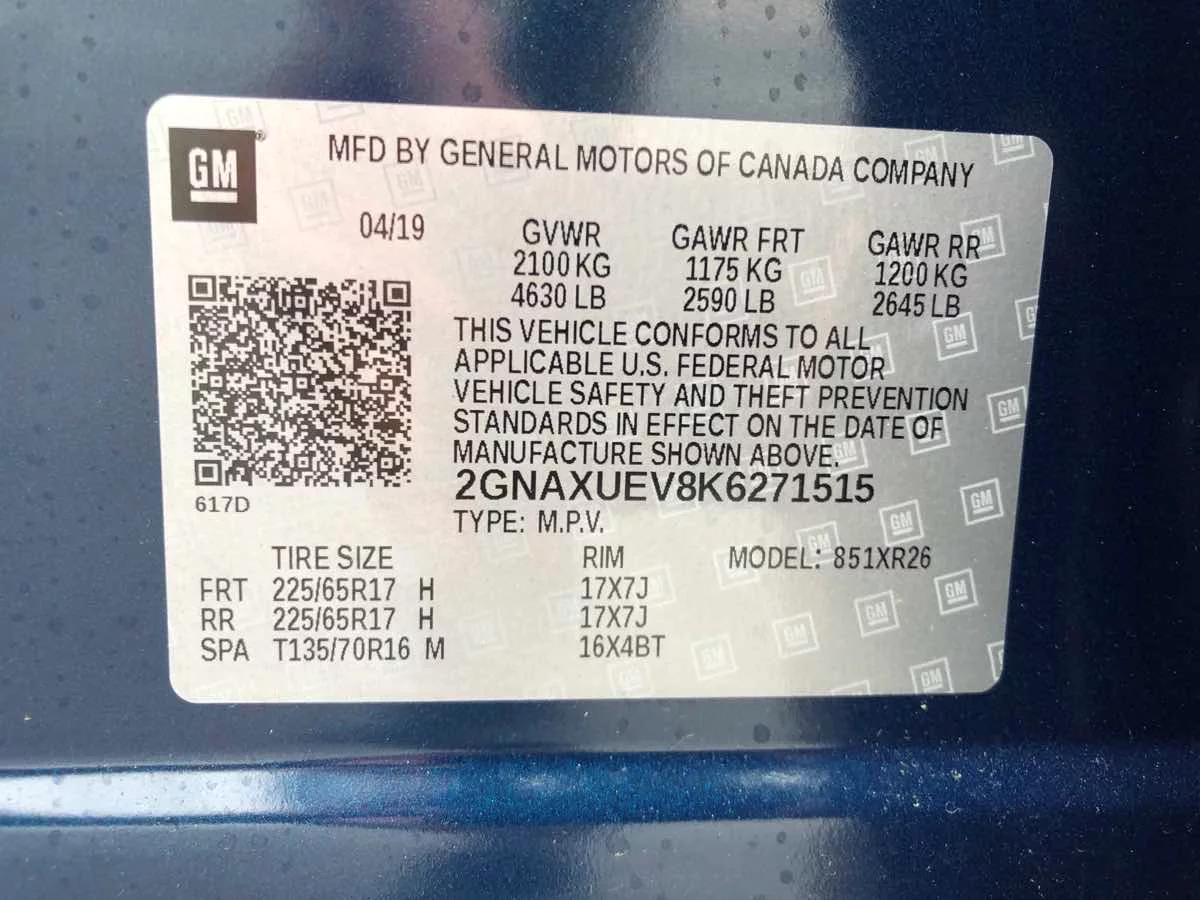 GM
MFD BY GENERAL MOTORS OF CANADA COMPANY
04/19
GVWR GAWR FRT GAWR RR
2100 KG 1175 KG 1200 KG
4630 LB 2590 LB 2645 LB
THIS VEHICLE CONFORMS TO ALL
APPLICABLE U.S. FEDERAL MOTOR
VEHICLE SAFETY AND THEFT PREVENTION
STANDARDS IN EFFECT ON THE DATE OF
MANUFACTURE SHOWN ABOVE.
2GNAXUEV8K6271515
617D
TYPE: M.P.V.
TIRE SIZE RIM MODEL: 851XR26
FRT 225/65R17 H 17X7J
RR 225/65R17 H 17X7J
SPA T135/70R16 M 16X4BT